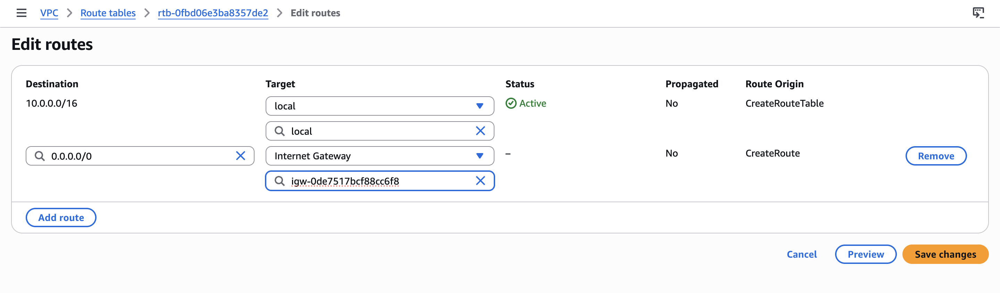 VPC > Route tables > rtb-0fbd06e3ba8357de2 > Edit routes
Edit routes
Destination Target Status Propagated Route Origin
10.0.0.0/16 local Active No CreateRouteTable
local
0.0.0.0/0 Internet Gateway – No CreateRoute Remove
igw-0de7517bcf88cc6f8
Add route
Cancel Preview Save changes